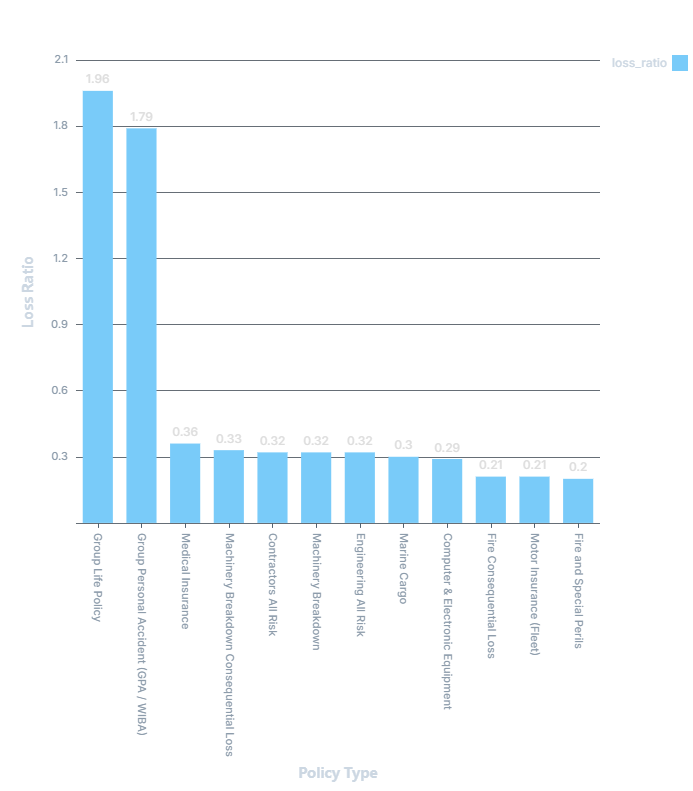 loss_ratio
2.1
1.8
1.5
1.2
0.9
0.6
0.3
Loss Ratio
1.96
1.79
0.36
0.33
0.32
0.32
0.32
0.3
0.29
0.21
0.21
0.2
Group Life Policy
Group Personal Accident (GPA / WIBA)
Medical Insurance
Machinery Breakdown Consequential Loss
Contractors All Risk
Machinery Breakdown
Engineering All Risk
Marine Cargo
Computer & Electronic Equipment
Fire Consequential Loss
Motor Insurance (Fleet)
Fire and Special Perils
Policy Type